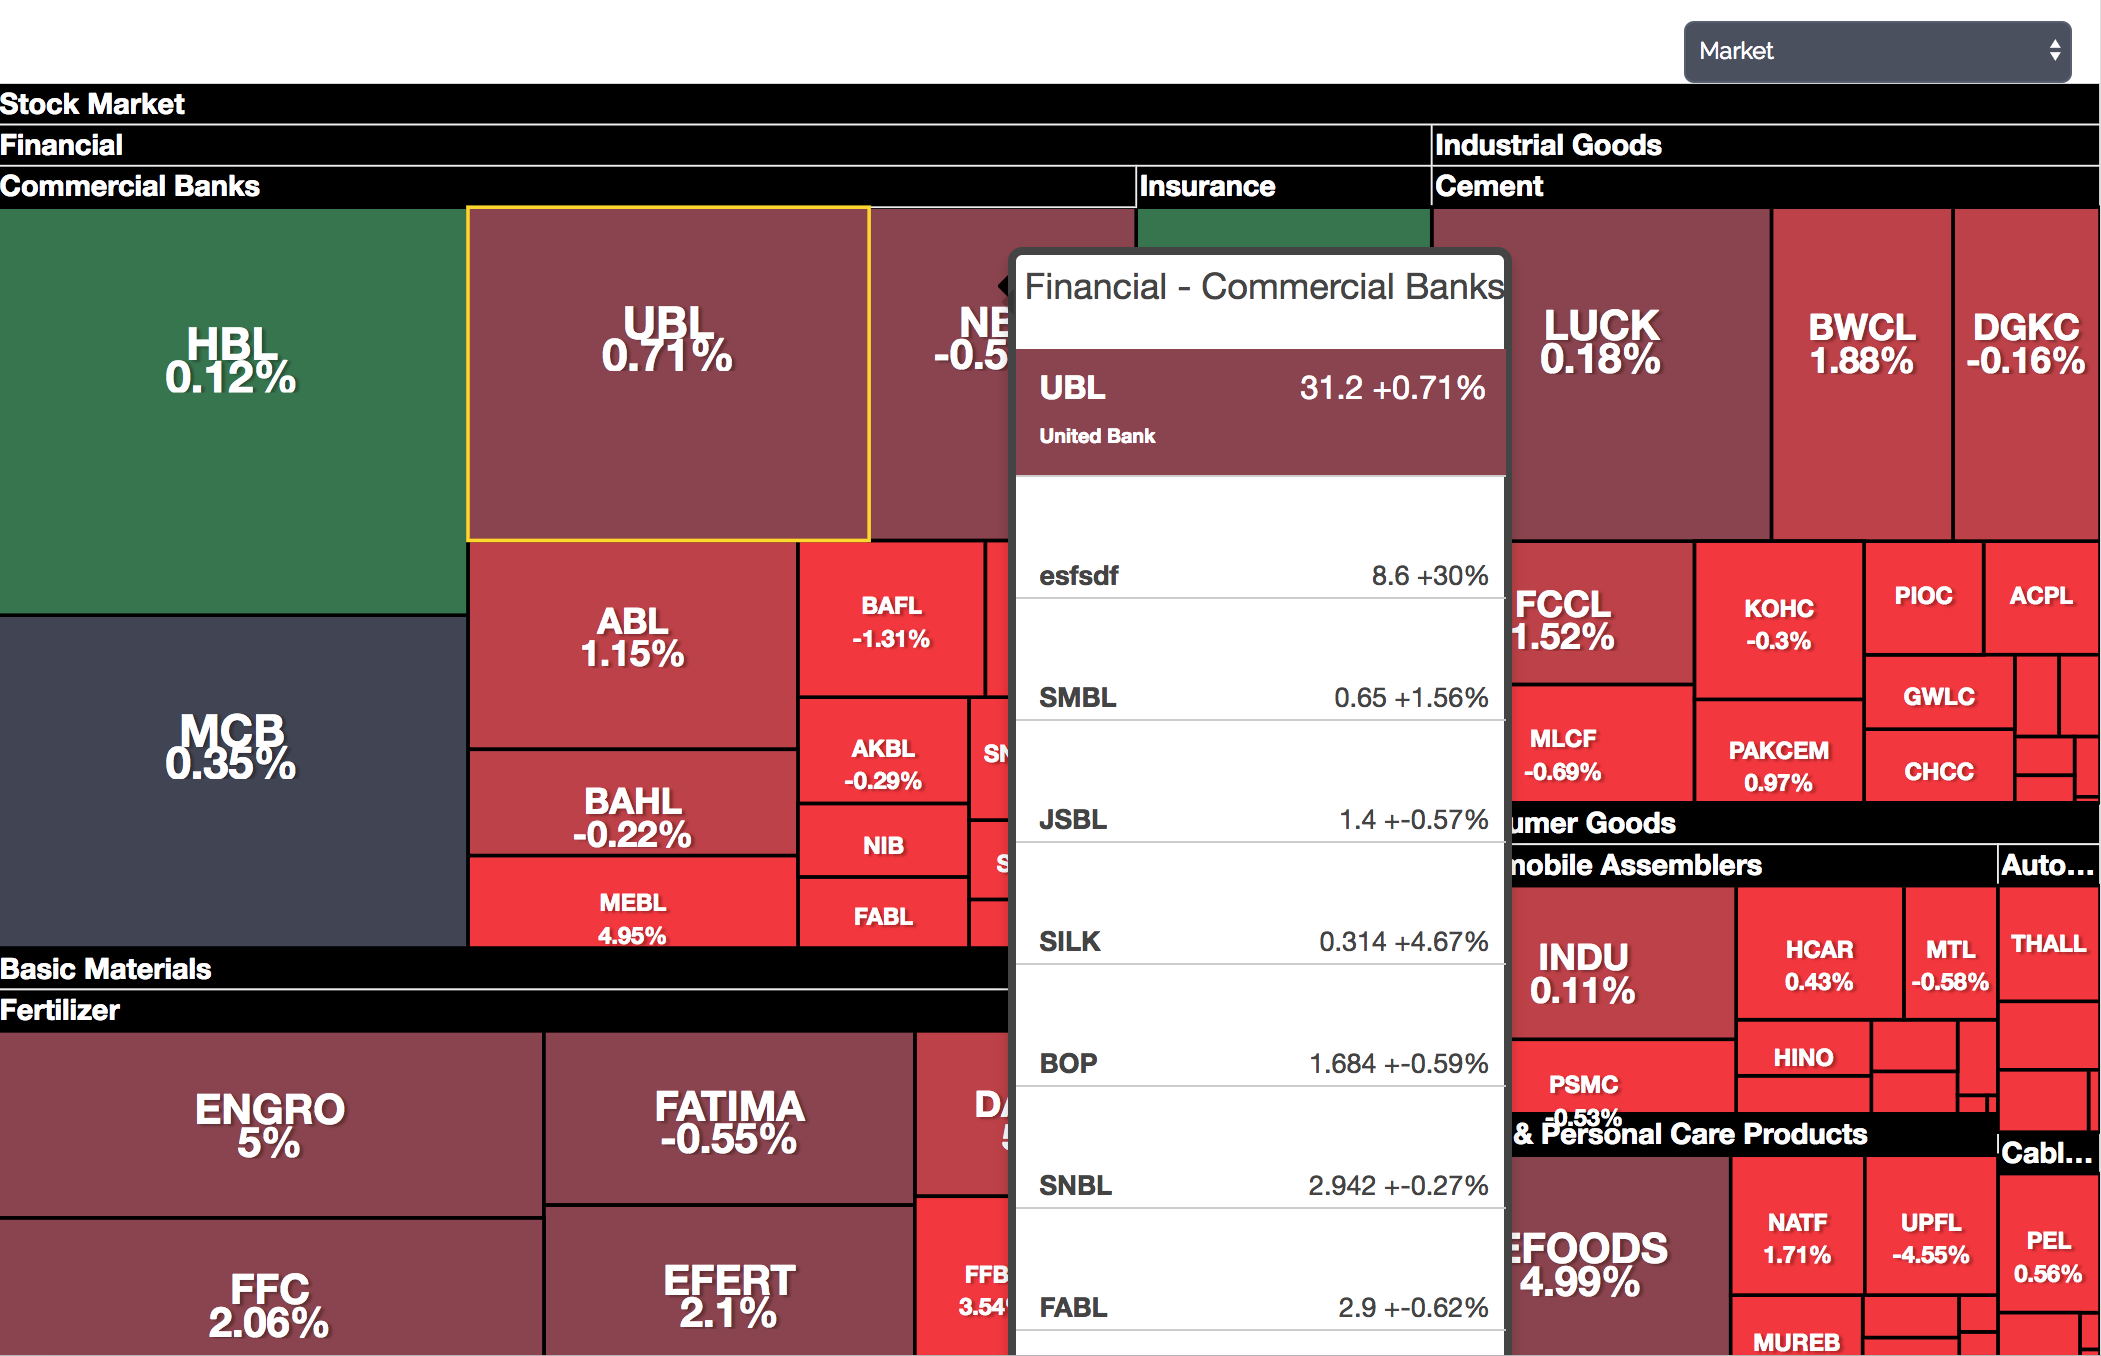 Market
Stock Market
Financial
Industrial Goods
Commercial Banks
Insurance
Cement
HBL
0.12%
UBL
0.71%
-0.5
Financial - Commercial Banks
UBL 31.2 +0.71%
United Bank
esfsdf 8.6 +30%
SMBL 0.65 +1.56%
JSBL 1.4 +-0.57%
SILK 0.314 +4.67%
BOP 1.684 +-0.59%
SNBL 2.942 +-0.27%
FABL 2.9 +-0.62%
LUCK
0.18%
BWCL
1.88%
DGKC
-0.16%
MCB
0.35%
ABL
1.15%
BAFL
-1.31%
AKBL
-0.29%
BAHL
-0.22%
NIB
MEBL
4.95%
FABL
FCCL
1.52%
KOHC
-0.3%
PIOC
ACPL
GWLC
MLCF
-0.69%
PAKCEM
0.97%
CHCC
umer Goods
mobile Assemblers
Auto...
INDU
0.11%
HCAR
0.43%
MTL
-0.58%
THALL
HINO
PSMC
-0.53%
& Personal Care Products
Cabl...
EFOODS
4.99%
NATF
1.71%
UPFL
-4.55%
PEL
0.56%
MUREB
Basic Materials
Fertilizer
ENGRO
5%
FATIMA
-0.55%
FFC
2.06%
EFERT
2.1%
FFB
3.54